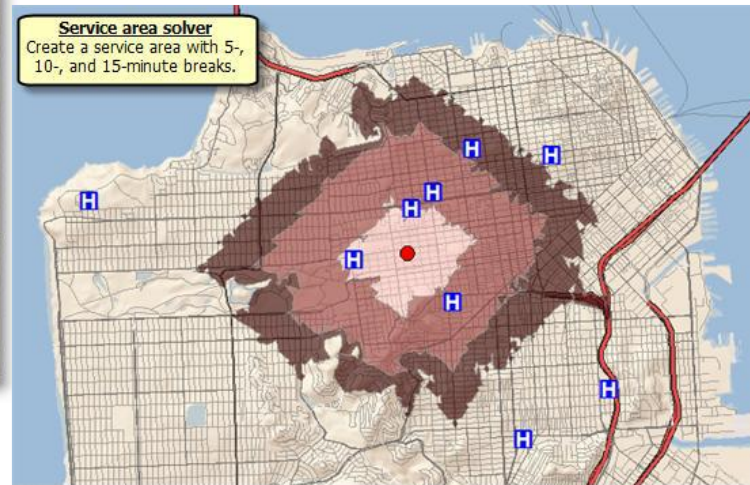 Service area solver
Create a service area with 5-,
10-, and 15-minute breaks.
H
H
H
H
H
H
H
H
H